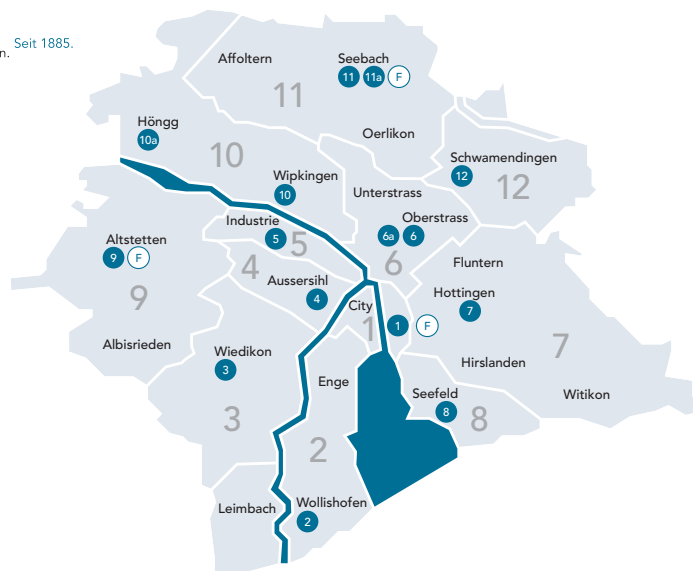 Seit 1885.
n.
Affoltern
Seebach
11 11a F
11
Höngg
10a
Oerlikon
10
Schwamendingen
12
12
Wipkingen
10
Unterstrass
Industrie
5
5
Oberstrass
6a 6
6
Altstetten
9 F
9
4
Aussersihl
4
Fluntern
Hottingen
7
City
1
1 F
Albisrieden
Wiedikon
3
3
Hirslanden
7
Witikon
Enge
Seefeld
8
8
2
Leimbach
Wollishofen
2